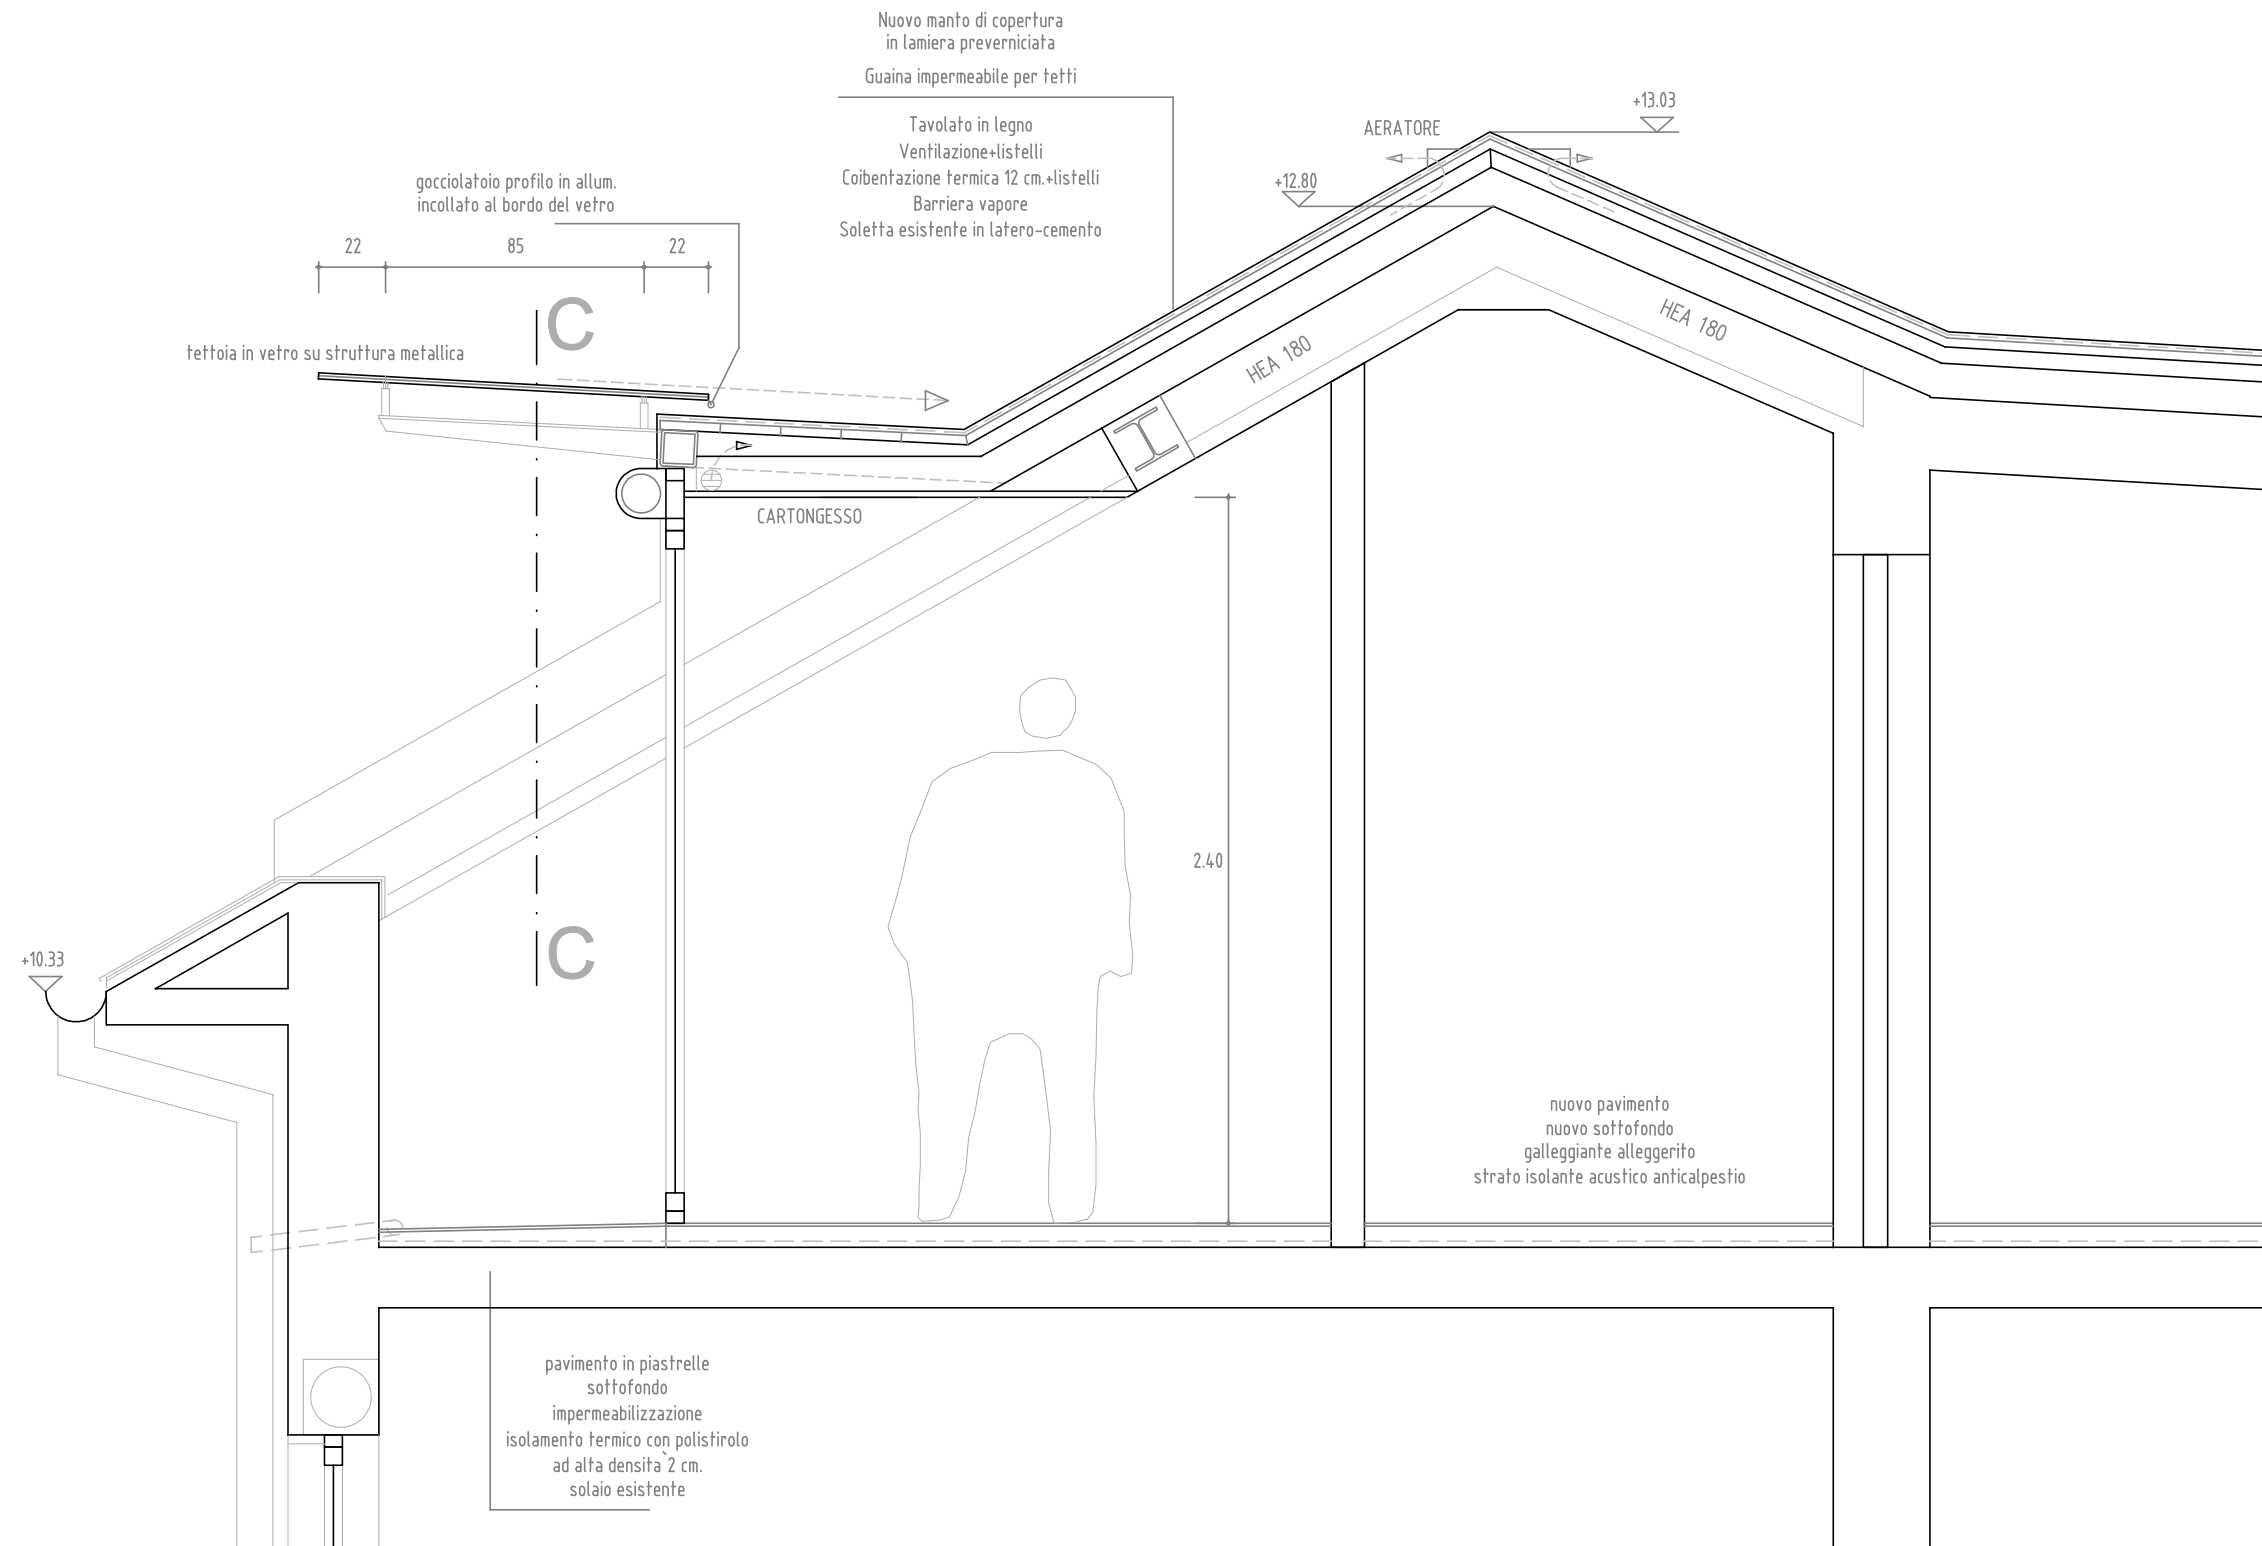 Nuovo manto di copertura
in lamiera preverniciata
Guaina impermeabile per tetti
Tavolato in legno
Ventilazione+listelli
Coibentazione termica 12 cm.+listelli
Barriera vapore
Soletta esistente in latero-cemento
+13.03
AERATORE
+12.80
gocciolatoio profilo in allum.
incollato al bordo del vetro
22
85
22
C
tettoia in vetro su struttura metallica
HEA 180
HEA 180
CARTONGESSO
2.40
C
+10.33
nuovo pavimento
nuovo sottofondo
galleggiante alleggerito
strato isolante acustico anticalpestio
pavimento in piastrelle
sottofondo
impermeabilizzazione
isolamento termico con polistirolo
ad alta densita`2 cm.
solaio esistente